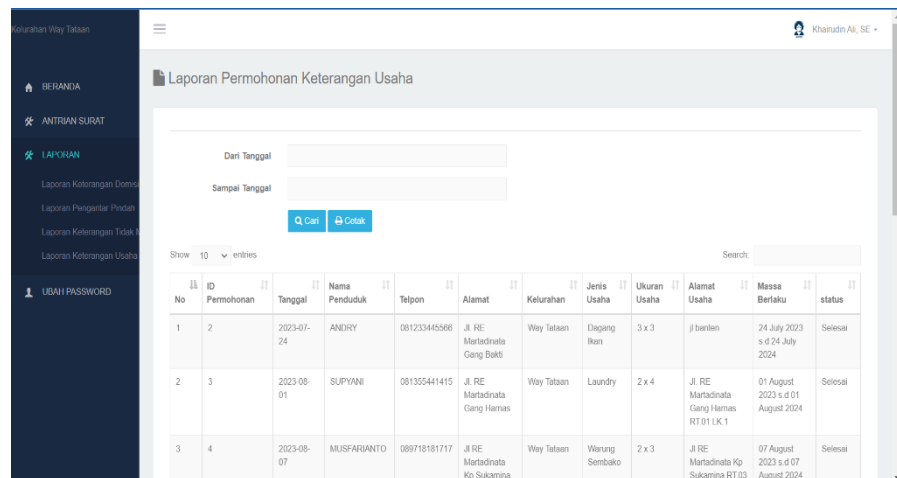 Kelurahan Way Tataan
Khairudin Ali, SE
BERANDA
ANTRIAN SURAT
LAPORAN
Laporan Keterangan Domisi
Laporan Pengantar Pindah
Laporan Keterangan Tidak
Laporan Keterangan Usaha
UBAH PASSWORD
Laporan Permohonan Keterangan Usaha
Dari Tanggal
Sampai Tanggal
Cari Cetak
Show 10 entries
Search:
No ID Permohonan Tanggal Nama Penduduk Telpon Alamat Kelurahan Jenis Usaha Ukuran Usaha Alamat Usaha Massa Berlaku status
1 2 2023-07-24 ANDRY 081233445566 Jl. RE Martadinata Gang Bakti Way Tataan Dagang Ikan 3 x 3 jl banten 24 July 2023 s.d 24 July 2024 Selesai
2 3 2023-08-01 SUPYANI 081355441415 Jl. RE Martadinata Gang Harnas Way Tataan Laundry 2 x 4 Jl. RE Martadinata Gang Harnas RT.01 LK.1 01 August 2023 s.d 01 August 2024 Selesai
3 4 2023-08-07 MUSFARIANTO 089718181717 Jl RE Martadinata Kp Sukamina Way Tataan Warung Sembako 2 x 3 Jl RE Martadinata Kp Sukamina RT.03 07 August 2023 s.d 07 August 2024 Selesai